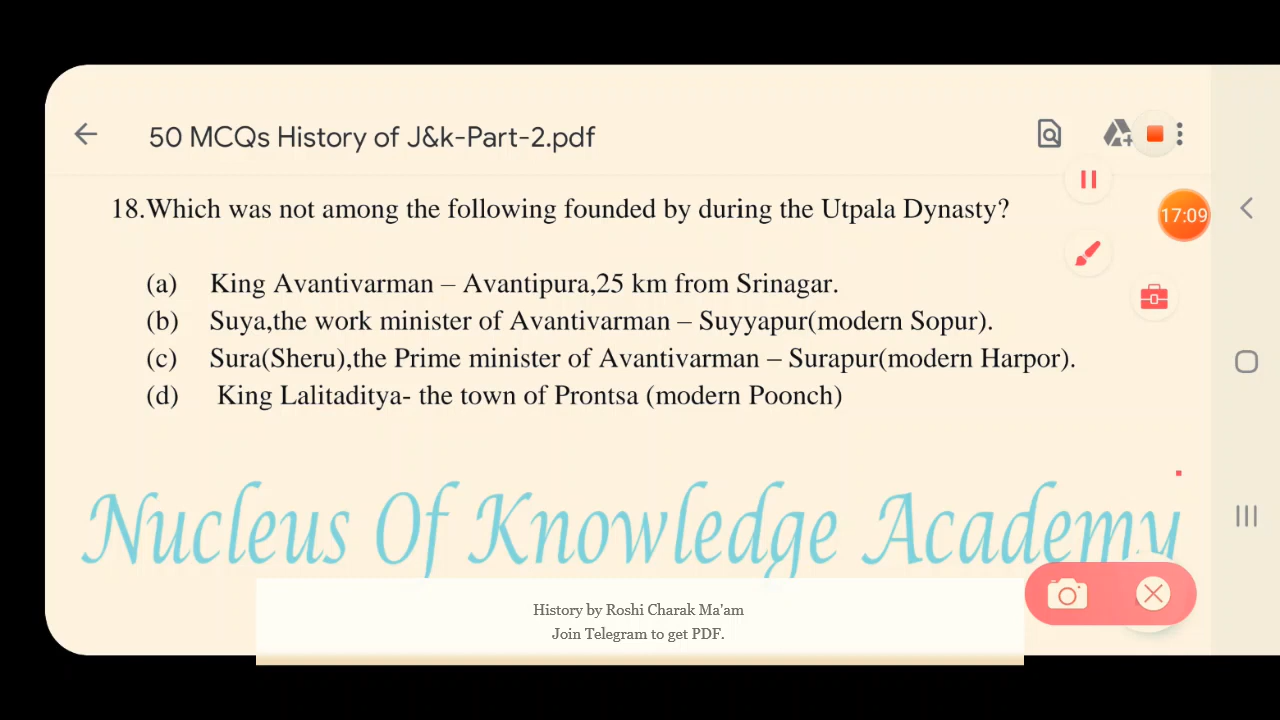 50 MCQs History of J&k-Part-2.pdf
18.Which was not among the following founded by during the Utpala Dynasty?
17:09
(a) King Avantivarman – Avantipura,25 km from Srinagar.
(b) Suya,the work minister of Avantivarman – Suyyapur(modern Sopur).
(c) Sura(Sheru),the Prime minister of Avantivarman – Surapur(modern Harpor).
(d) King Lalitaditya- the town of Prontsa (modern Poonch)
Nucleus Of Knowledge Academy
History by Roshi Charak Ma'am
Join Telegram to get PDF.